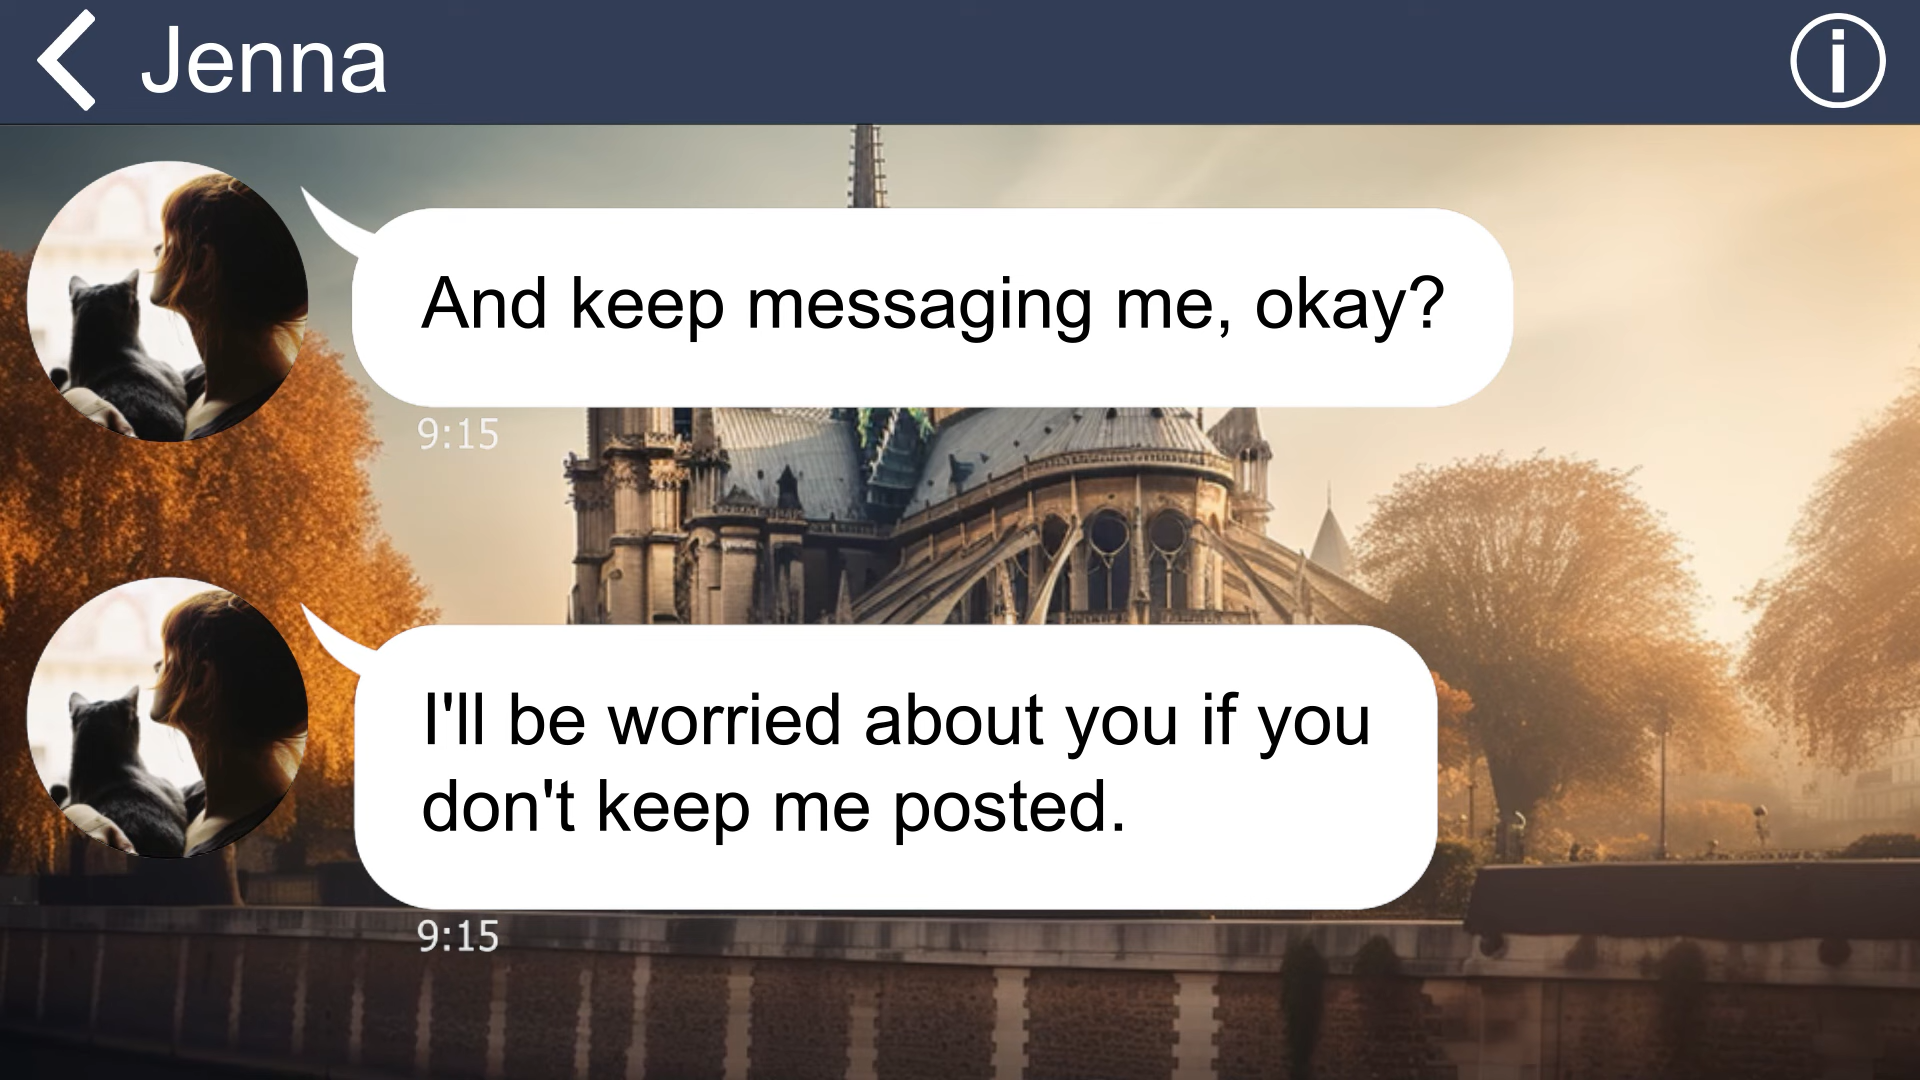 Jenna
And keep messaging me, okay?
9:15
I'll be worried about you if you
don't keep me posted.
9:15